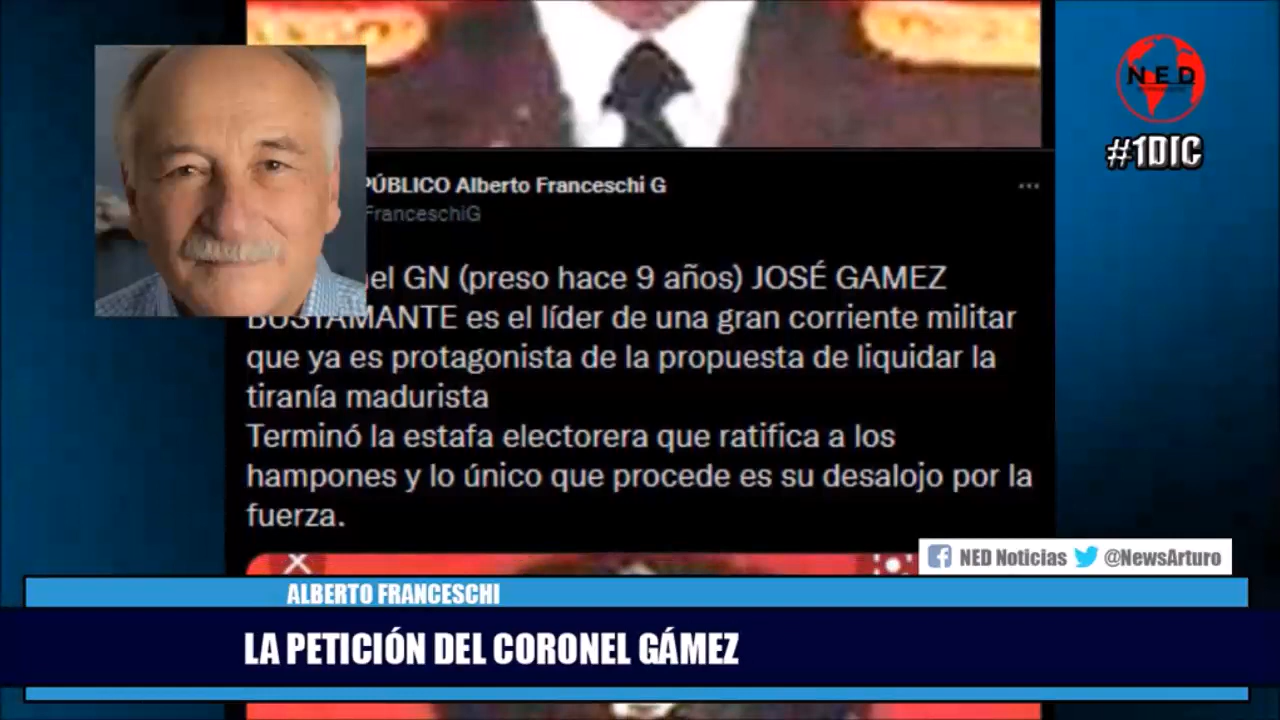 NED
#1DIC
PÚBLICO Alberto Franceschi G
FranceschiG
nel GN (preso hace 9 años) JOSÉ GAMEZ
BUSTAMANTE es el líder de una gran corriente militar
que ya es protagonista de la propuesta de liquidar la
tiranía madurista
Terminó la estafa electorera que ratifica a los
hampones y lo único que procede es su desalojo por la
fuerza.
NED Noticias @NewsArturo
ALBERTO FRANCESCHI
LA PETICIÓN DEL CORONEL GÁMEZ